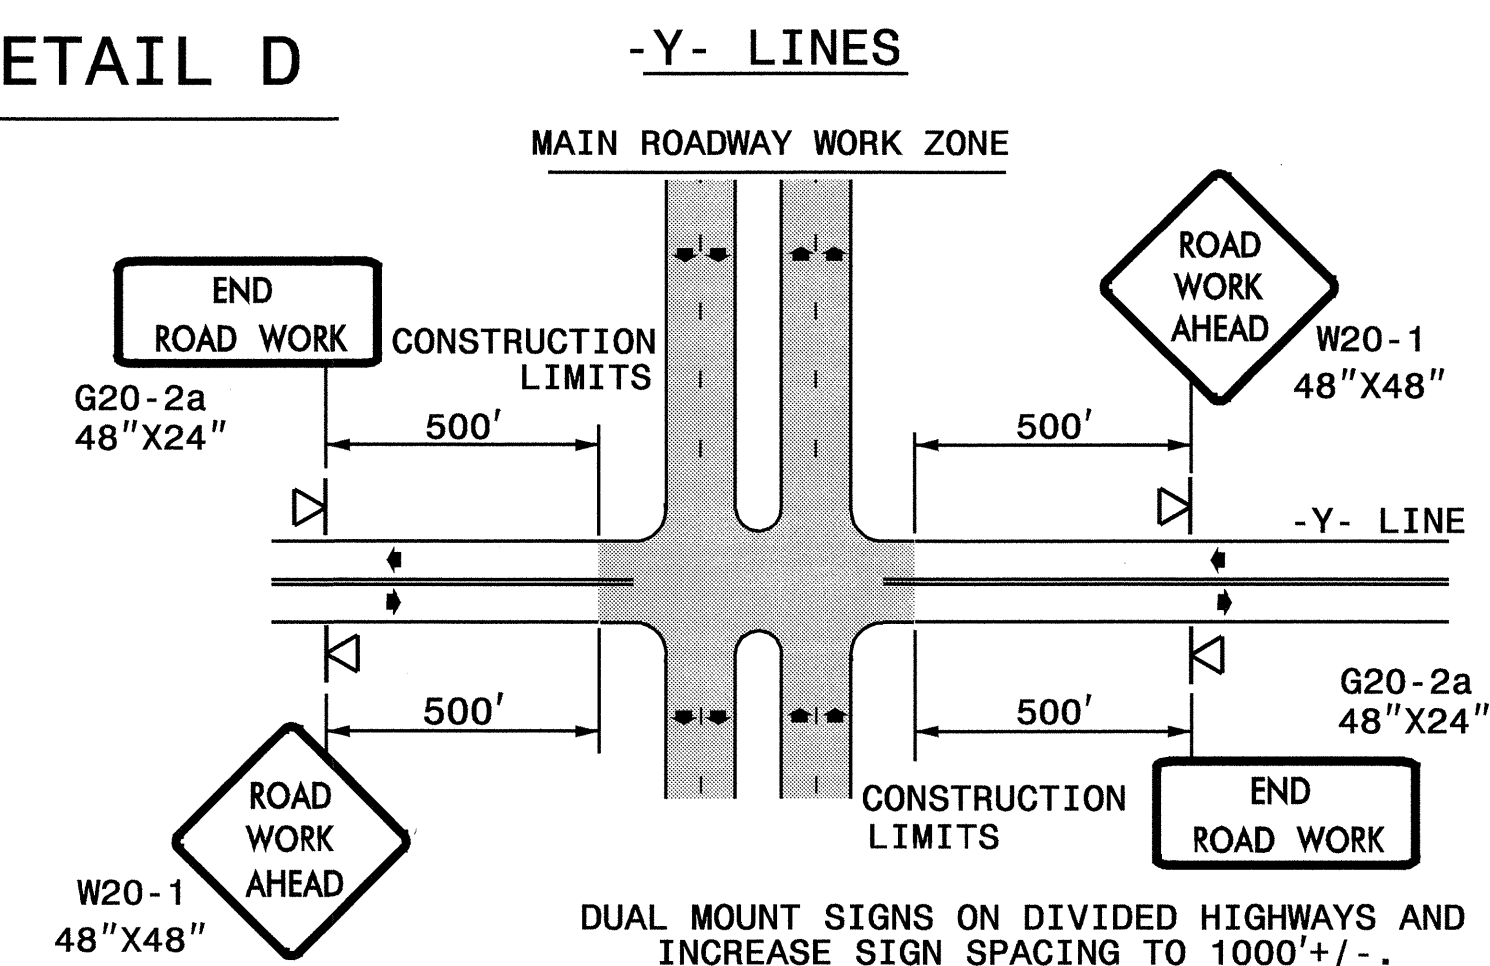 ETAIL D
-Y- LINES
MAIN ROADWAY WORK ZONE
END
ROAD WORK
G20-2a
48"X24"
CONSTRUCTION
LIMITS
500'
ROAD
WORK
AHEAD
W20-1
48"X48"
500'
-Y- LINE
500'
ROAD
WORK
AHEAD
W20-1
48"X48"
500'
G20-2a
48"X24"
CONSTRUCTION
LIMITS
END
ROAD WORK
DUAL MOUNT SIGNS ON DIVIDED HIGHWAYS AND
INCREASE SIGN SPACING TO 1000'+/-.